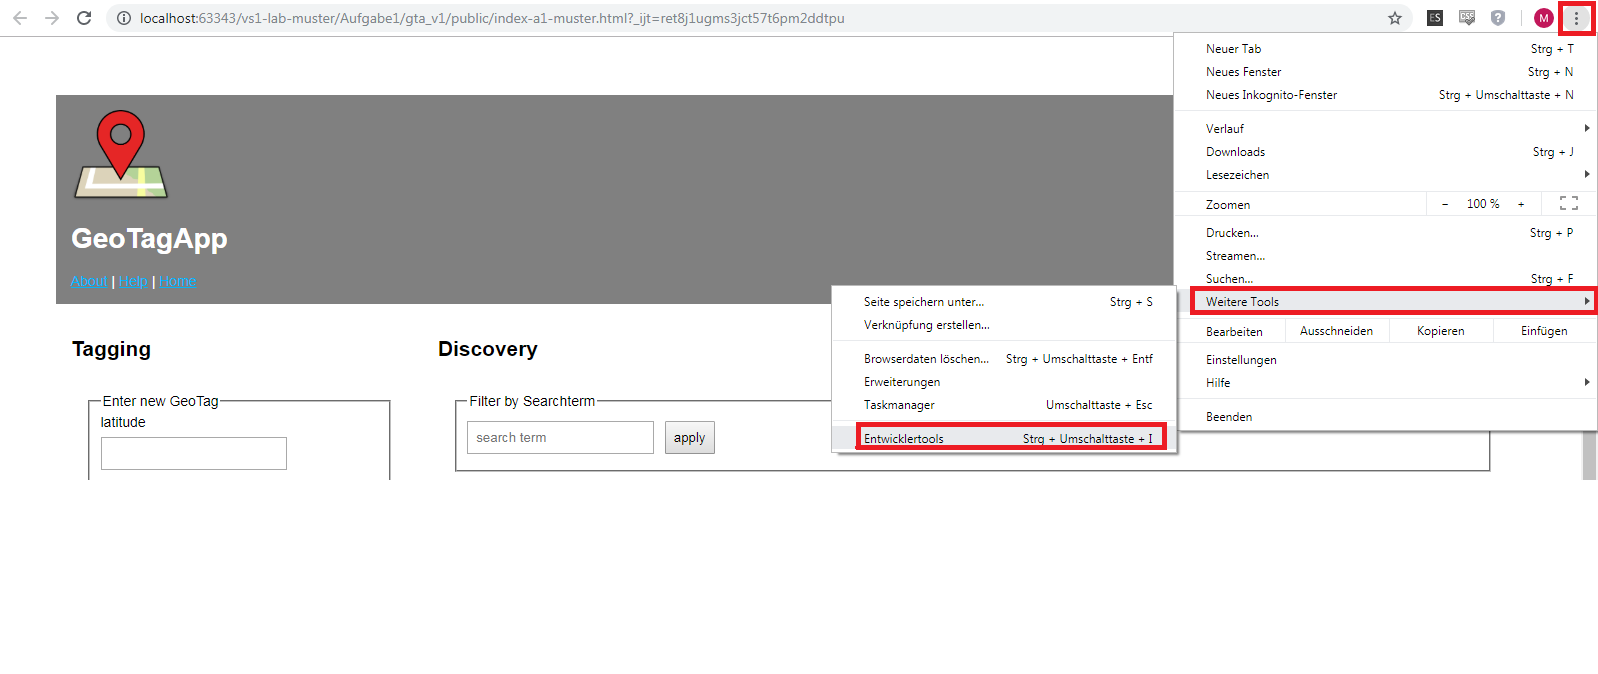 localhost:63343/vs1-lab-muster/Aufgabe1/gta_v1/public/index-a1-muster.html?_ijt=ret8j1ugms3jct57t6pm2ddtpu
ES
CSS
?
M
Neuer Tab Strg + T
Neues Fenster Strg + N
Neues Inkognito-Fenster Strg + Umschalttaste + N
Verlauf
Downloads Strg + J
Lesezeichen
Zoomen - 100 % +
Drucken... Strg + P
Streamen...
Suchen... Strg + F
Weitere Tools
Bearbeiten Ausschneiden Kopieren Einfügen
Einstellungen
Hilfe
Beenden
Seite speichern unter... Strg + S
Verknüpfung erstellen...
Browserdaten löschen... Strg + Umschalttaste + Entf
Erweiterungen
Taskmanager Umschalttaste + Esc
Entwicklertools Strg + Umschalttaste + I
GeoTagApp
About | Help | Home
Tagging
Enter new GeoTag
latitude
Discovery
Filter by Searchterm
search term apply